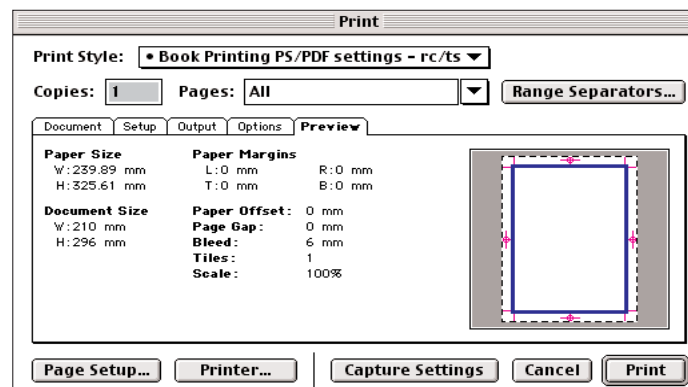 Print
Print Style: • Book Printing PS/PDF settings – rc/ts
Copies: 1 Pages: All Range Separators...
Document Setup Output Options Preview
Paper Size Paper Margins
W:239.89 mm L:0 mm R:0 mm
H:325.61 mm T:0 mm B:0 mm
Document Size Paper Offset: 0 mm
W:210 mm Page Gap: 0 mm
H:296 mm Bleed: 6 mm
Tiles: 1
Scale: 100%
Page Setup... Printer... Capture Settings Cancel Print